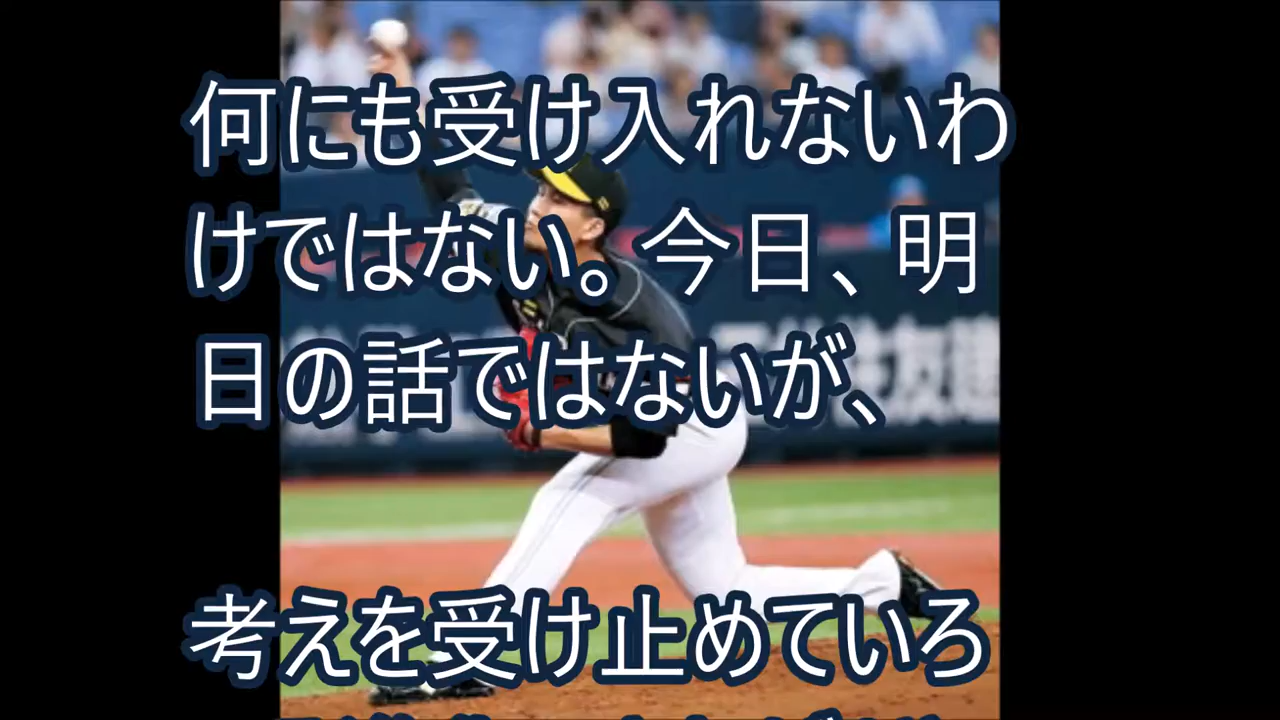 何にも受け入れないわ
けではない。今日、明
日の話ではないが、
考えを受け止めていろ